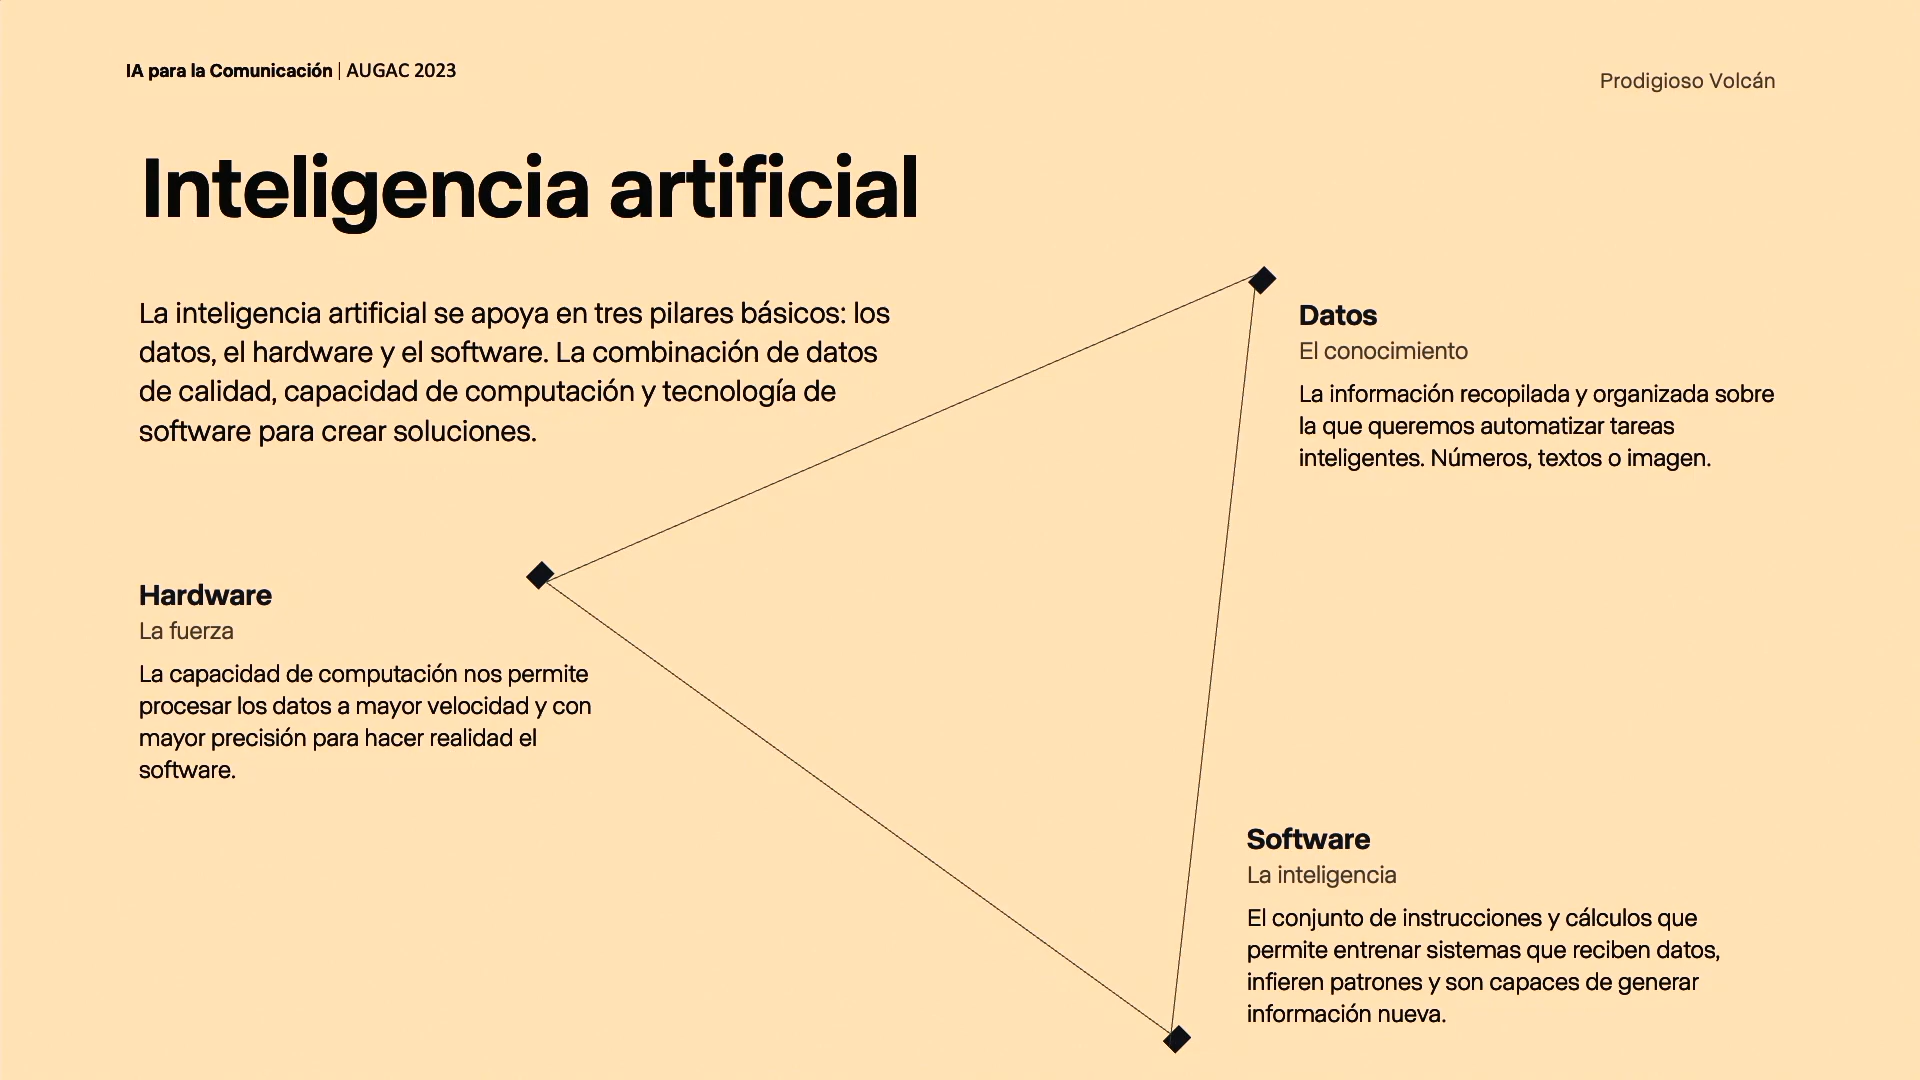 IA para la Comunicación | AUGAC 2023
Prodigioso Volcán
Inteligencia artificial
La inteligencia artificial se apoya en tres pilares básicos: los
datos, el hardware y el software. La combinación de datos
de calidad, capacidad de computación y tecnología de
software para crear soluciones.
Datos
El conocimiento
La información recopilada y organizada sobre
la que queremos automatizar tareas
inteligentes. Números, textos o imagen.
Hardware
La fuerza
La capacidad de computación nos permite
procesar los datos a mayor velocidad y con
mayor precisión para hacer realidad el
software.
Software
La inteligencia
El conjunto de instrucciones y cálculos que
permite entrenar sistemas que reciben datos,
infieren patrones y son capaces de generar
información nueva.